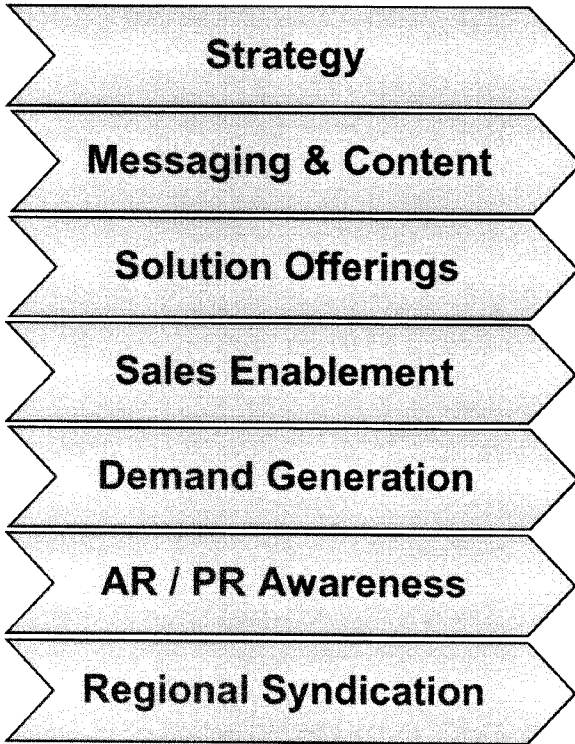 Strategy
Messaging & Content
Solution Offerings
Sales Enablement
Demand Generation
AR / PR Awareness
Regional Syndication